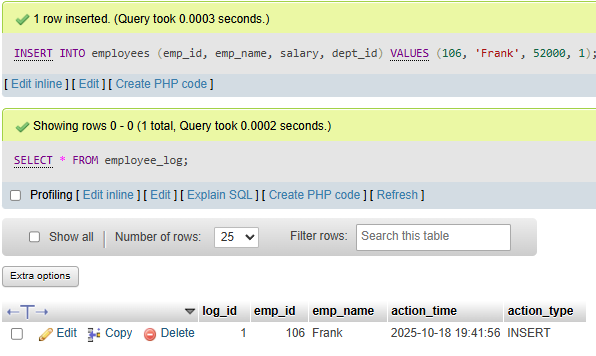 1 row inserted. (Query took 0.0003 seconds.)
INSERT INTO employees (emp_id, emp_name, salary, dept_id) VALUES (106, 'Frank', 52000, 1);
[ Edit inline ] [ Edit ] [ Create PHP code ]
Showing rows 0 - 0 (1 total, Query took 0.0002 seconds.)
SELECT * FROM employee_log;
Profiling [ Edit inline ] [ Edit ] [ Explain SQL ] [ Create PHP code ] [ Refresh ]
Show all | Number of rows: 25 Filter rows: Search this table
Extra options
←T→ log_id emp_id emp_name action_time action_type
Edit Copy Delete 1 106 Frank 2025-10-18 19:41:56 INSERT